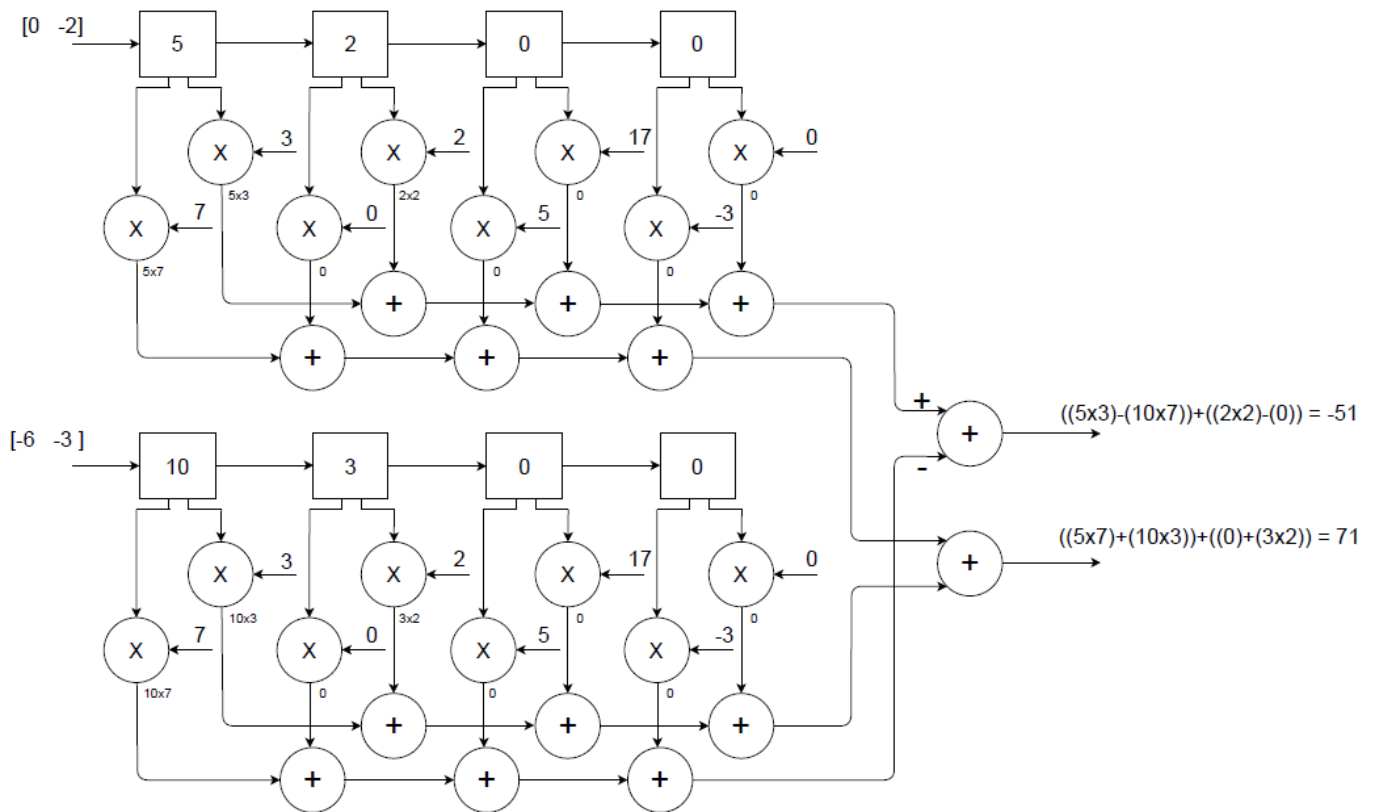 [0 -2]
5 2 0 0
3 2 17 0
X X X X
5x3 2x2 0 0
7 0 5 -3
X X X X
5x7 0 0 0
+ + +
+ + +
+
((5x3)-(10x7))+((2x2)-(0)) = -51
+
-
[-6 -3 ]
10 3 0 0
((5x7)+(10x3))+((0)+(3x2)) = 71
+
3 2 17 0
X X X X
10x3 3x2 0 0
7 0 5 -3
X X X X
10x7 0 0 0
+ + +
+ + +